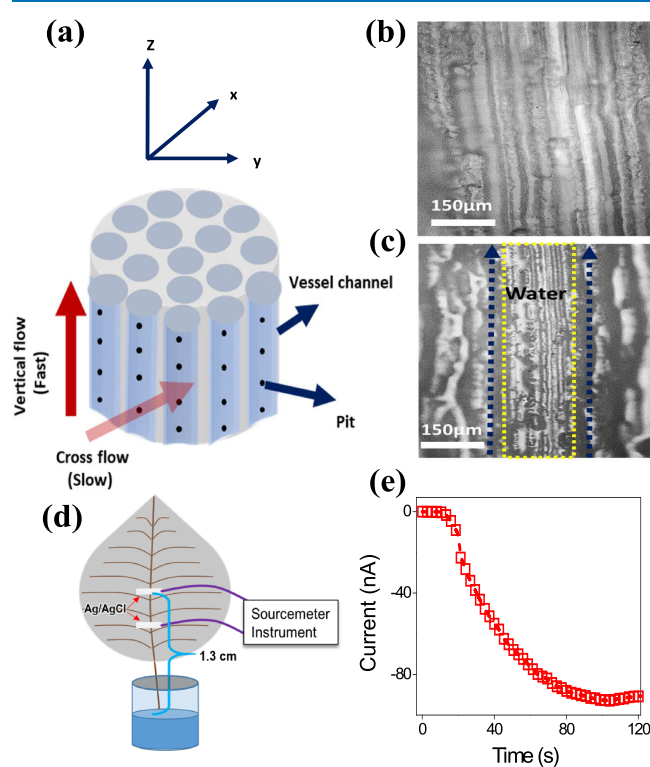 (a)
z
x
y
Vessel channel
Pit
Vertical flow
(Fast)
Cross flow
(Slow)
(b)
150µm
(c)
Water
150µm
(d)
Ag/AgCl
Sourcemeter
Instrument
1.3 cm
(e)
Current (nA)
0
-40
-80
0
40
80
120
Time (s)